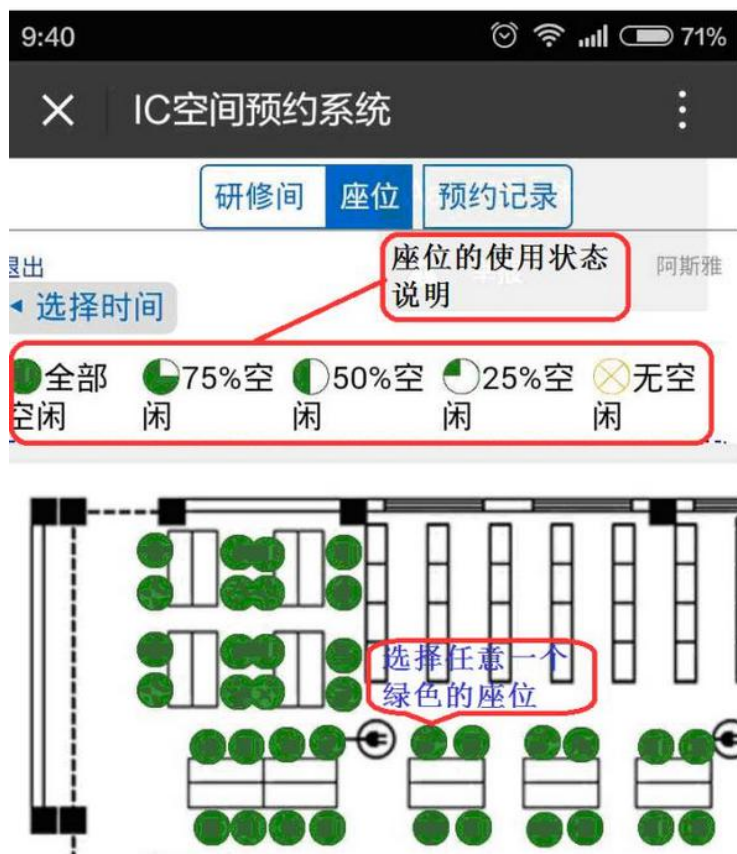 9:40 71%
IC空间预约系统
研修间 座位 预约记录
退出
座位的使用状态
说明
阿斯雅
选择时间
全部 75%空 50%空 25%空 无空
空闲 闲 闲 闲 闲
选择任意一个
绿色的座位